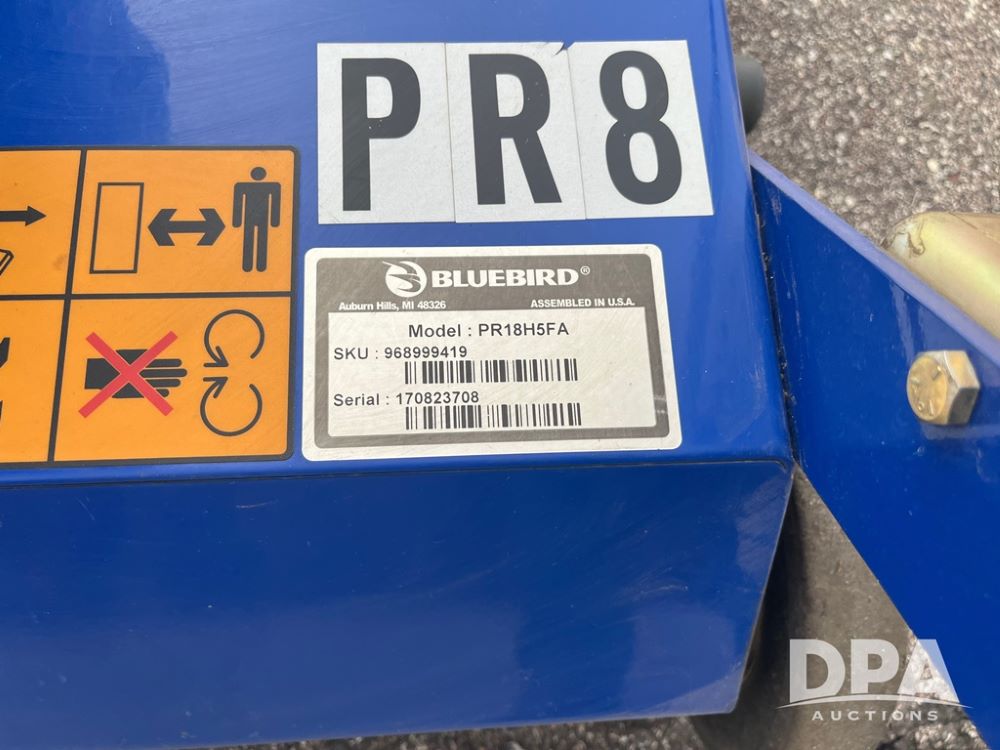 PR8
BLUEBIRD®
Auburn Hills, MI 48326 ASSEMBLED IN U.S.A.
Model : PR18H5FA
SKU : 968999419
Serial : 170823708
DPA
AUCTIONS